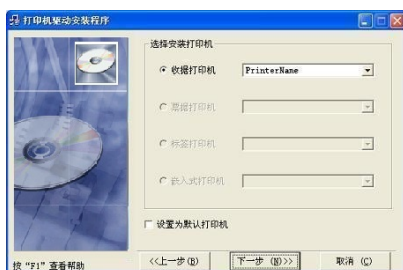 打印机驱动安装程序
选择安装打印机
收据打印机 PrinterName
票据打印机
标签打印机
嵌入式打印机
设置为默认打印机
按 “F1” 查看帮助 <<上一步(B) 下一步 (N)>> 取消 (C)